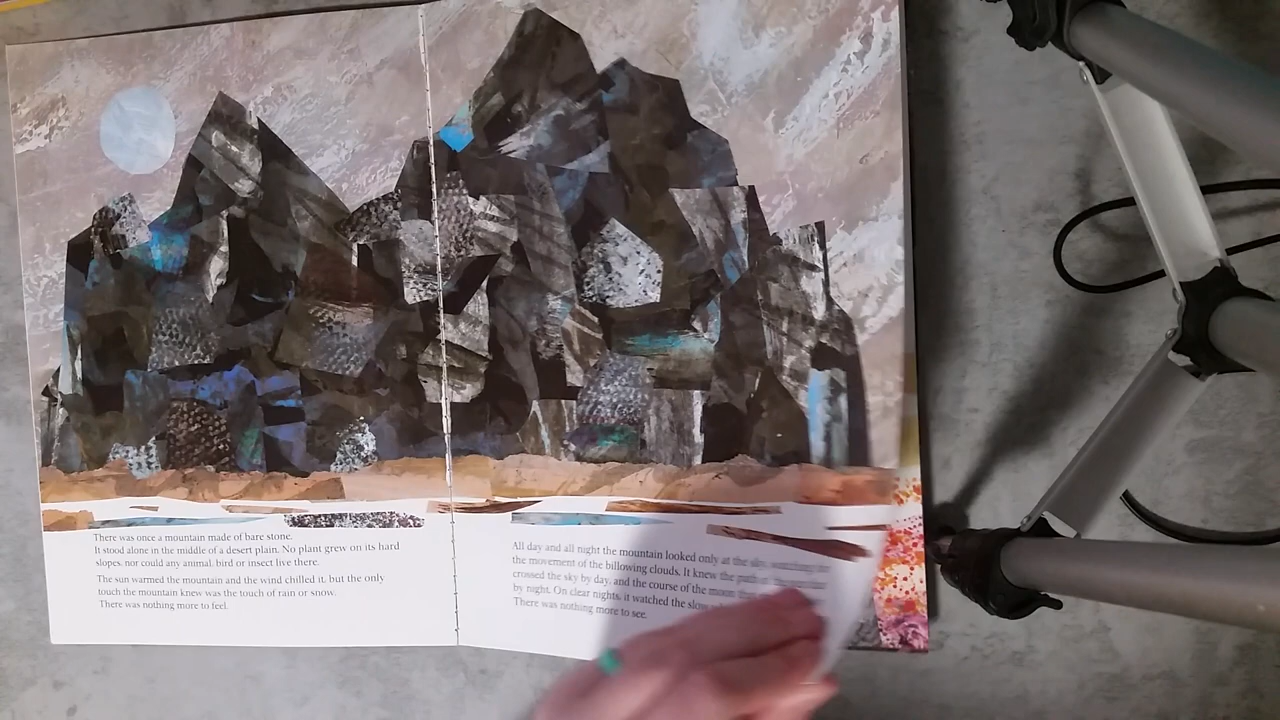 There was once a mountain made of bare stone.
It stood alone in the middle of a desert plain. No plant grew on its hard
slopes, nor could any animal, bird or insect live there.
The sun warmed the mountain and the wind chilled it, but the only
touch the mountain knew was the touch of rain or snow.
There was nothing more to feel.
All day and all night the mountain looked only at the sky, watching
the movement of the billowing clouds. It knew the path
crossed the sky by day, and the course of the moon
by night. On clear nights, it watched the slow
There was nothing more to see.